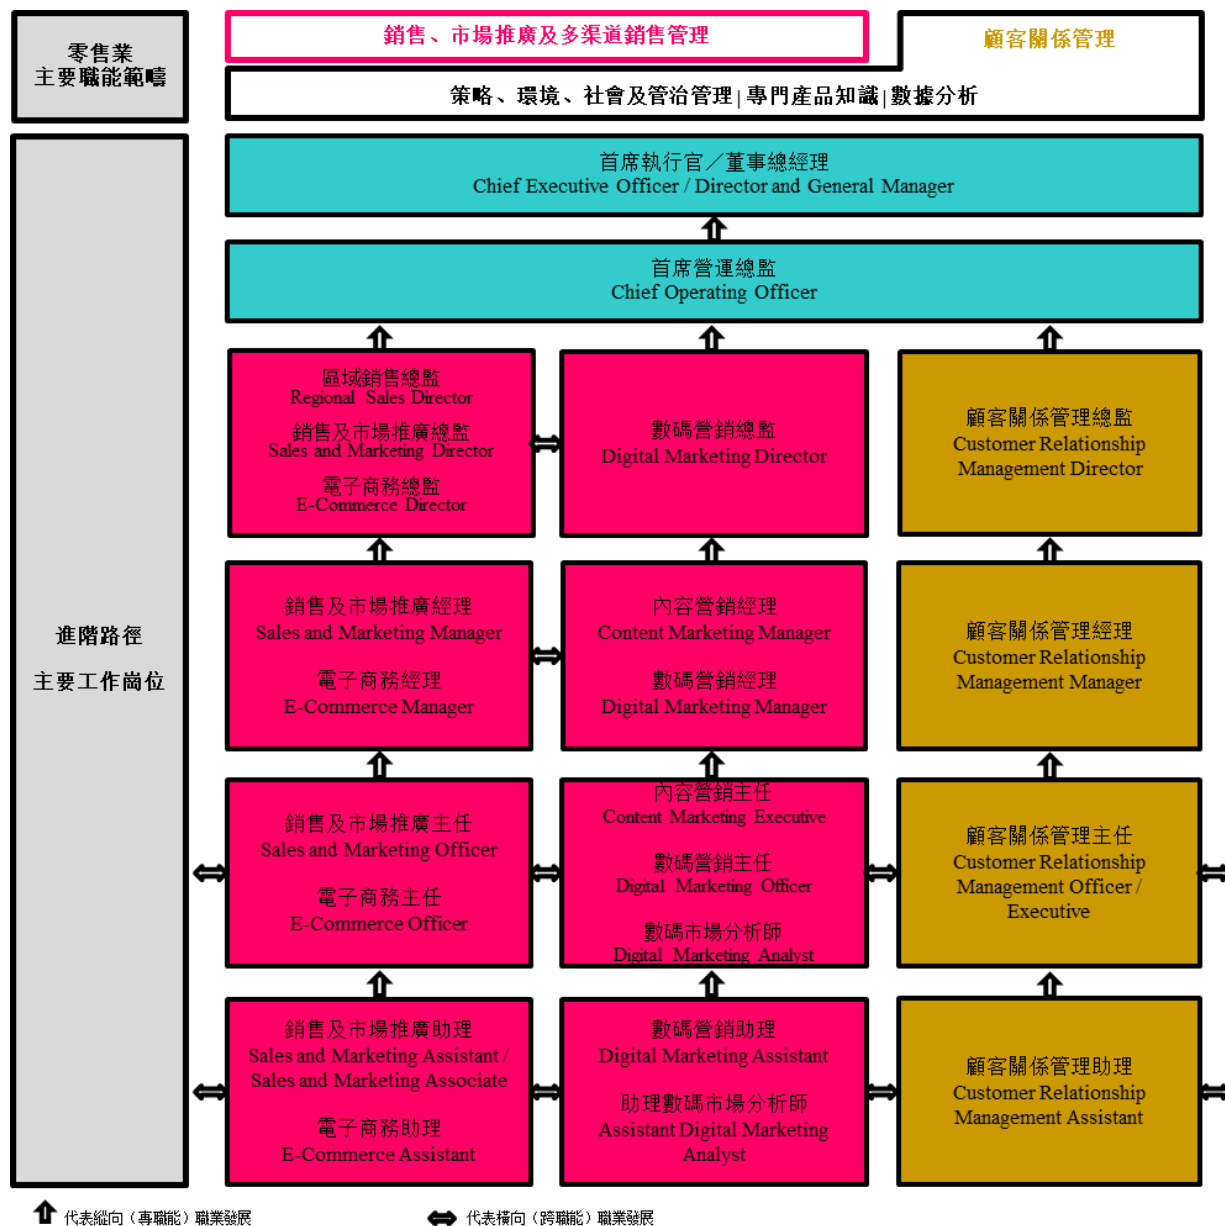 零售業
主要職能範疇
銷售、市場推廣及多渠道銷售管理
顧客關係管理
策略、環境、社會及管治管理|專門產品知識|數據分析
進階路徑
主要工作崗位
首席執行官／董事總經理
Chief Executive Officer / Director and General Manager
首席營運總監
Chief Operating Officer
區域銷售總監
Regional Sales Director
銷售及市場推廣總監
Sales and Marketing Director
電子商務總監
E-Commerce Director
數碼營銷總監
Digital Marketing Director
顧客關係管理總監
Customer Relationship
Management Director
銷售及市場推廣經理
Sales and Marketing Manager
電子商務經理
E-Commerce Manager
內容營銷經理
Content Marketing Manager
數碼營銷經理
Digital Marketing Manager
顧客關係管理經理
Customer Relationship
Management Manager
銷售及市場推廣主任
Sales and Marketing Officer
電子商務主任
E-Commerce Officer
內容營銷主任
Content Marketing Executive
數碼營銷主任
Digital Marketing Officer
數碼市場分析師
Digital Marketing Analyst
顧客關係管理主任
Customer Relationship
Management Officer /
Executive
銷售及市場推廣助理
Sales and Marketing Assistant /
Sales and Marketing Associate
電子商務助理
E-Commerce Assistant
數碼營銷助理
Digital Marketing Assistant
助理數碼市場分析師
Assistant Digital Marketing
Analyst
顧客關係管理助理
Customer Relationship
Management Assistant
代表縱向（專職能）職業發展
代表橫向（跨職能）職業發展